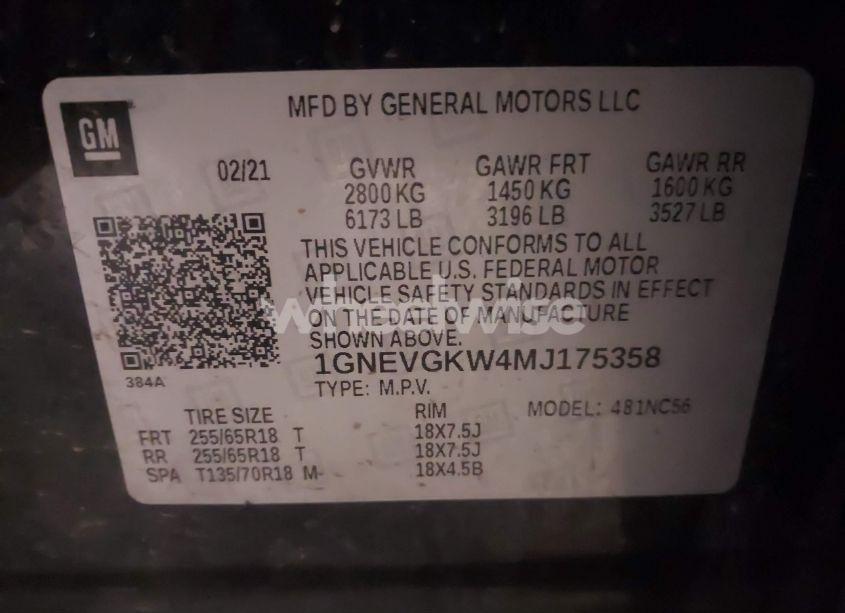 MFD BY GENERAL MOTORS LLC
GM
02/21 GVWR GAWR FRT GAWR RR
2800 KG 1450 KG 1600 KG
6173 LB 3196 LB 3527 LB
THIS VEHICLE CONFORMS TO ALL
APPLICABLE U.S. FEDERAL MOTOR
VEHICLE SAFETY STANDARDS IN EFFECT
ON THE DATE OF MANUFACTURE
SHOWN ABOVE.
wheelwise
1GNEVGKW4MJ175358
384A
TYPE: M.P.V.
TIRE SIZE RIM MODEL: 481NC56
FRT 255/65R18 T 18X7.5J
RR 255/65R18 T 18X7.5J
SPA T135/70R18 M 18X4.5B